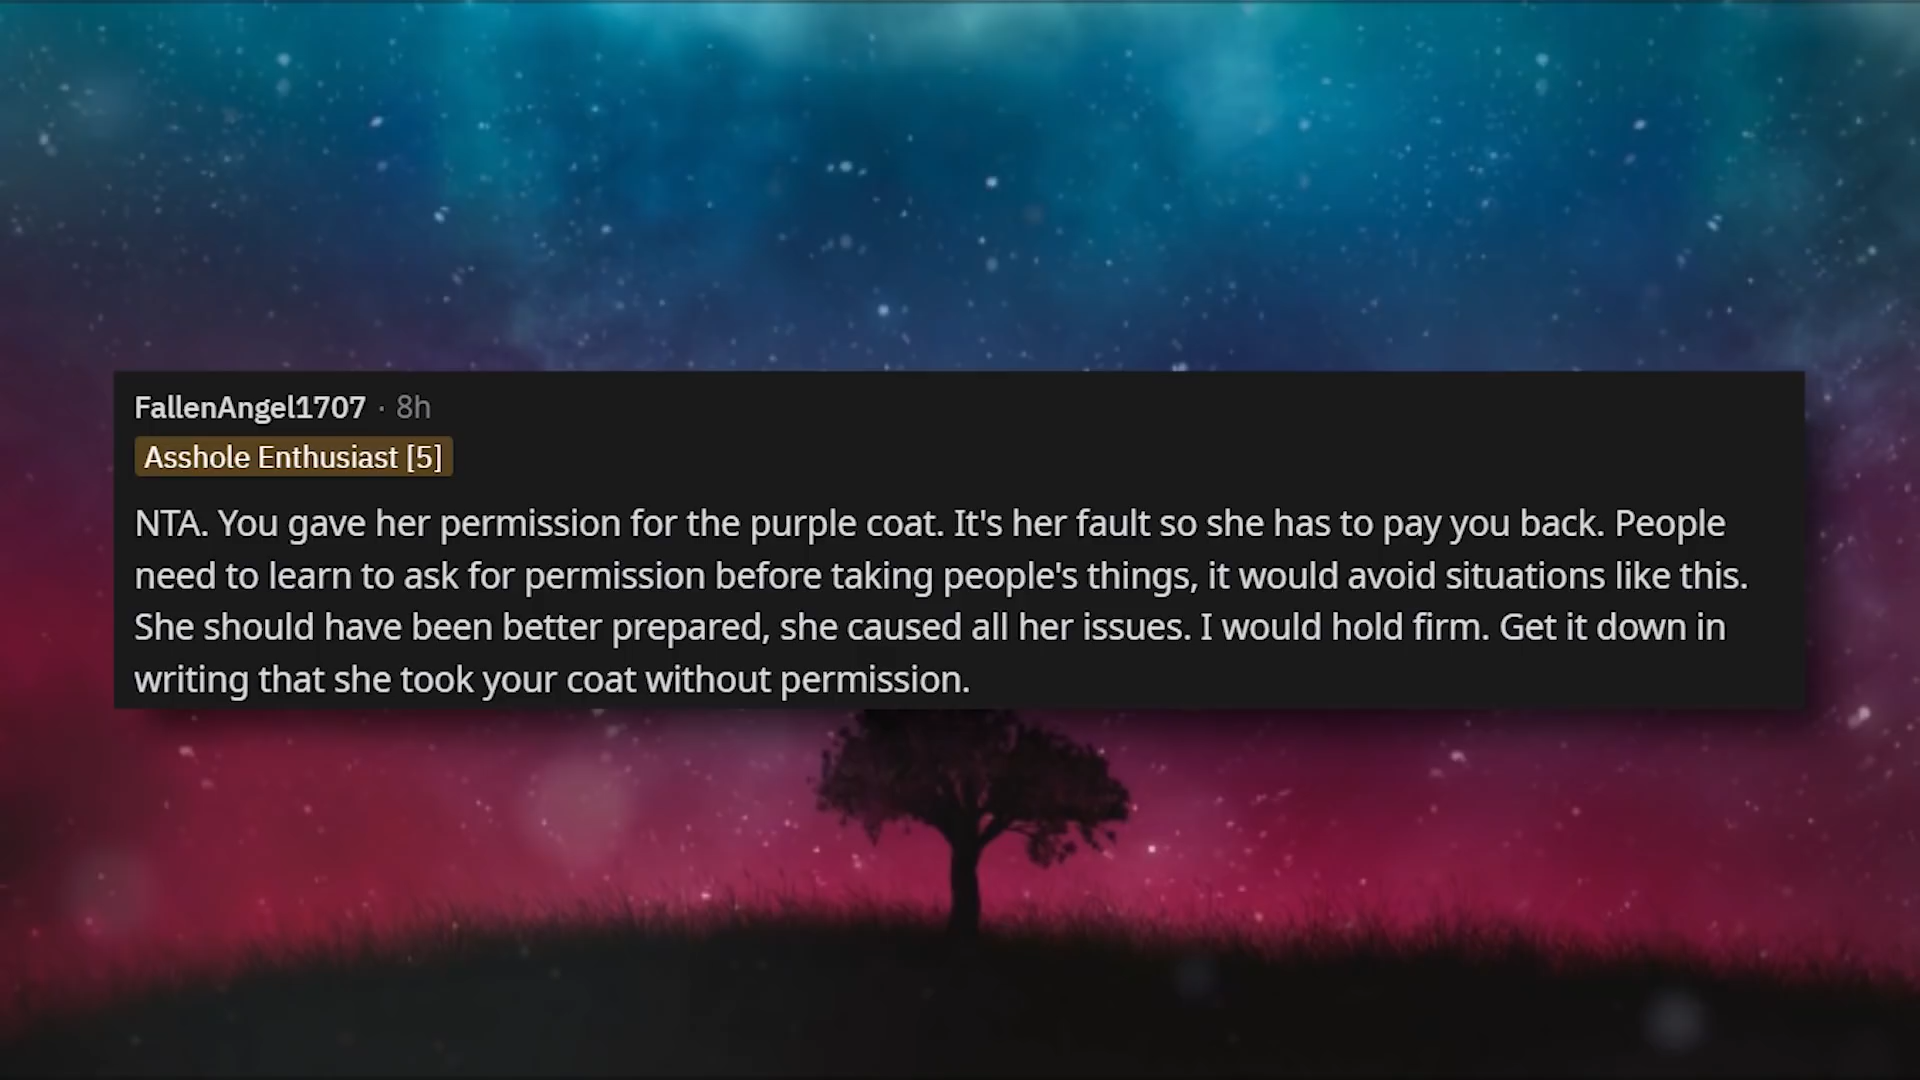 FallenAngel1707 · 8h
Asshole Enthusiast [5]
NTA. You gave her permission for the purple coat. It's her fault so she has to pay you back. People
need to learn to ask for permission before taking people's things, it would avoid situations like this.
She should have been better prepared, she caused all her issues. I would hold firm. Get it down in
writing that she took your coat without permission.